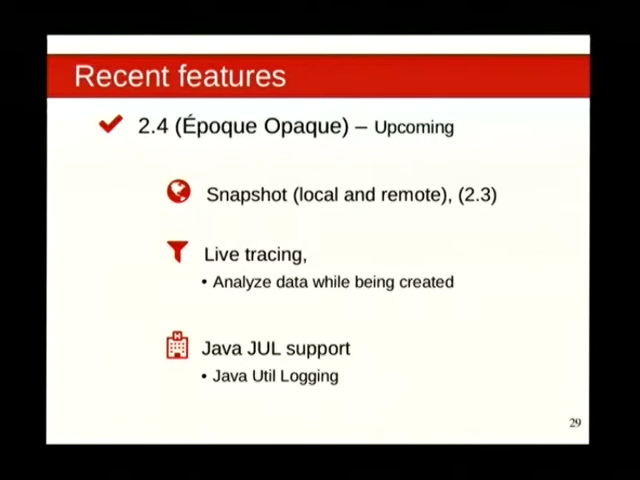 Recent features
2.4 (Époque Opaque) – Upcoming
Snapshot (local and remote), (2.3)
Live tracing,
• Analyze data while being created
Java JUL support
• Java Util Logging
29